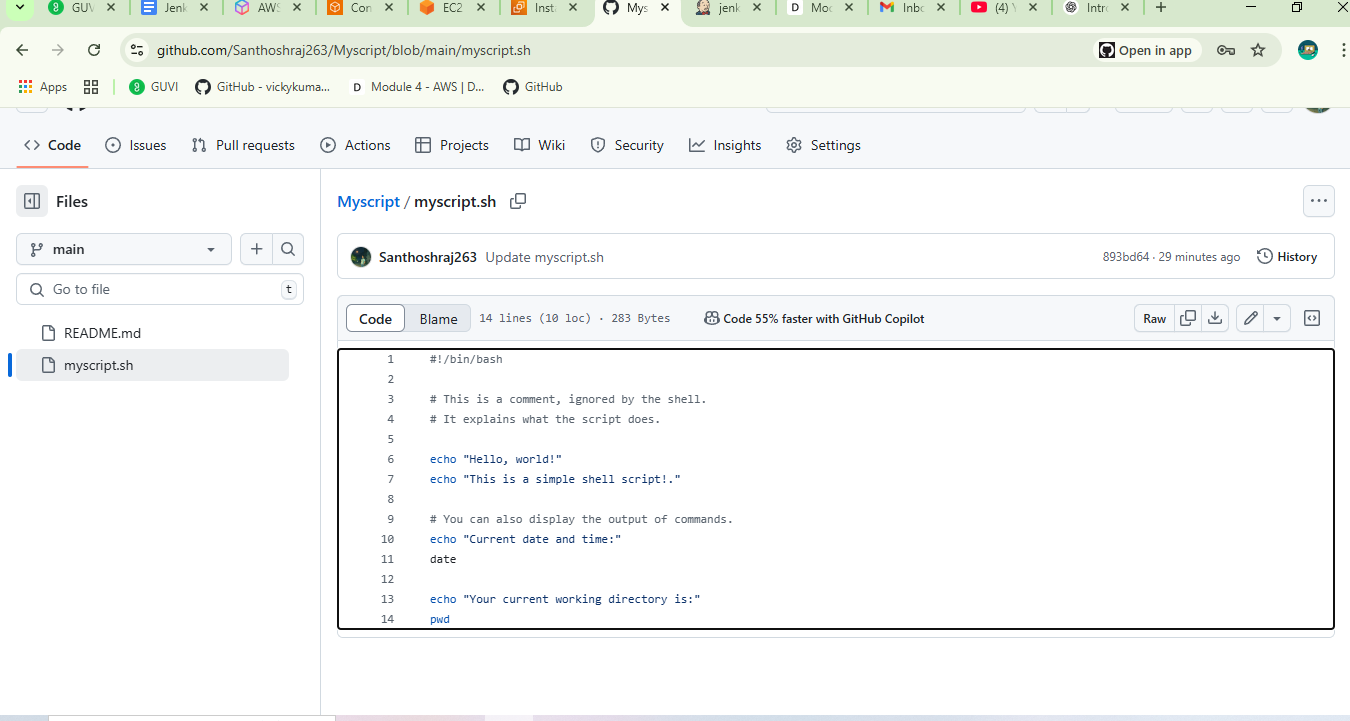 GUV
Jenk
AWS
Con
EC2
Insta
Mys
jenk
Moc
Inbo
(4) Y
Intro
github.com/Santhoshraj263/Myscript/blob/main/myscript.sh
Open in app
Apps
GUVI
GitHub - vickykuma...
Module 4 - AWS | D...
GitHub
Code
Issues
Pull requests
Actions
Projects
Wiki
Security
Insights
Settings
Files
main
Go to file
t
README.md
myscript.sh
Myscript / myscript.sh
Santhoshraj263 Update myscript.sh
893bd64 · 29 minutes ago
History
Code
Blame
14 lines (10 loc) · 283 Bytes
Code 55% faster with GitHub Copilot
Raw
1 #!/bin/bash
2
3 # This is a comment, ignored by the shell.
4 # It explains what the script does.
5
6 echo "Hello, world!"
7 echo "This is a simple shell script!."
8
9 # You can also display the output of commands.
10 echo "Current date and time:"
11 date
12
13 echo "Your current working directory is:"
14 pwd